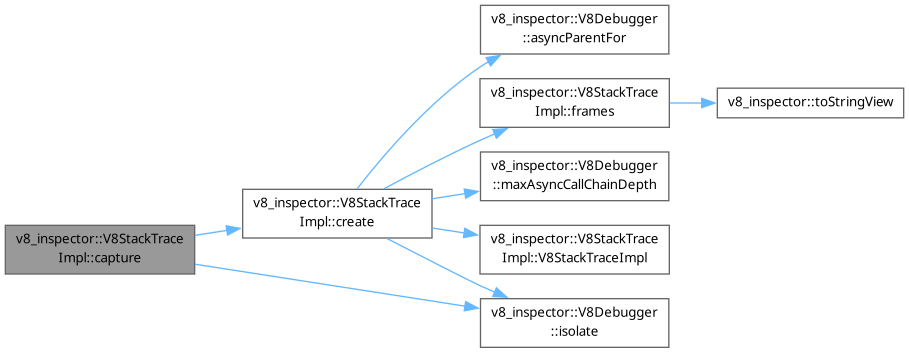 v8_inspector::V8Debugger
::asyncParentFor
v8_inspector::V8StackTrace
Impl::frames
v8_inspector::toStringView
v8_inspector::V8Debugger
::maxAsyncCallChainDepth
v8_inspector::V8StackTrace
Impl::create
v8_inspector::V8StackTrace
Impl::capture
v8_inspector::V8StackTrace
Impl::V8StackTraceImpl
v8_inspector::V8Debugger
::isolate